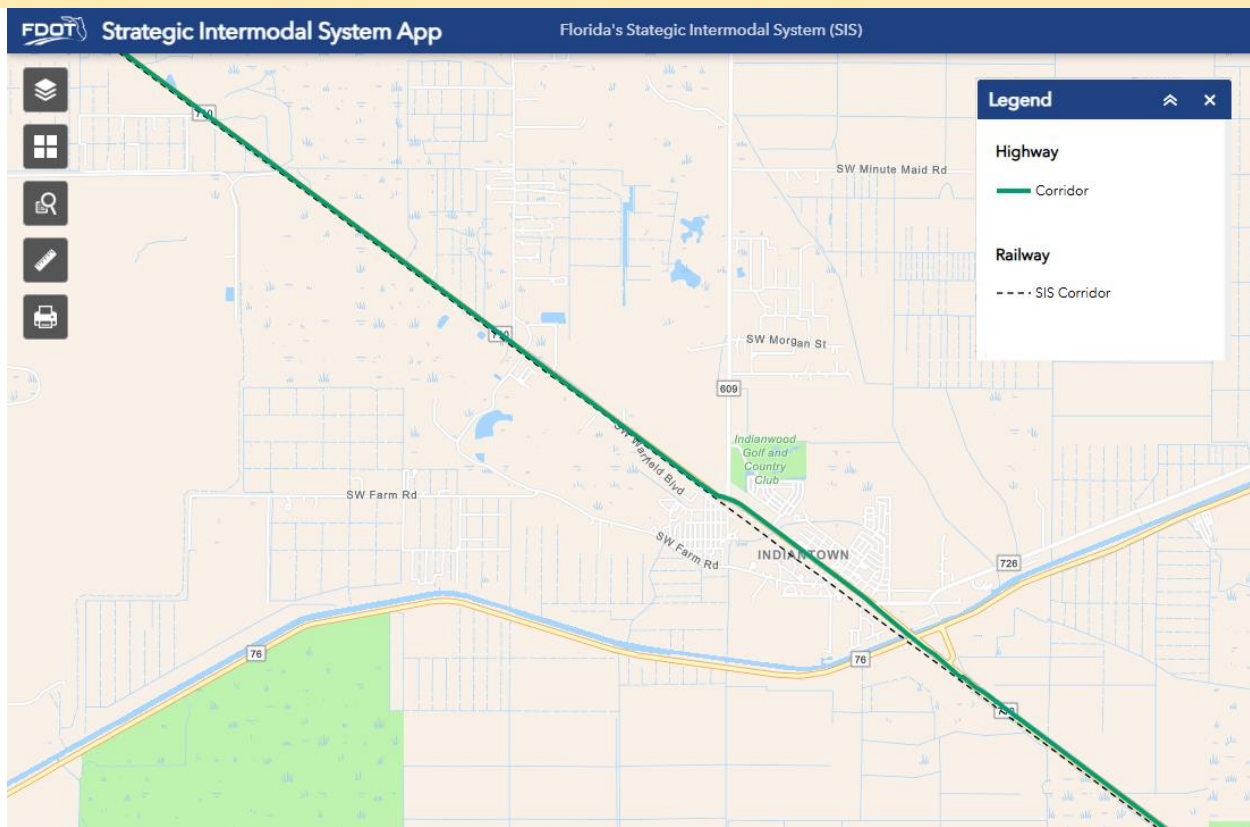 FDOT Strategic Intermodal System App
Florida's Stategic Intermodal System (SIS)
Legend
Highway
Corridor
Railway
SIS Corridor
710
SW Minute Maid Rd
710
SW Morgan St
609
Indianwood
Golf and
Country
Club
SW Warfield Blvd
SW Farm Rd
SW Farm Rd
INDIANTOWN
726
76
76